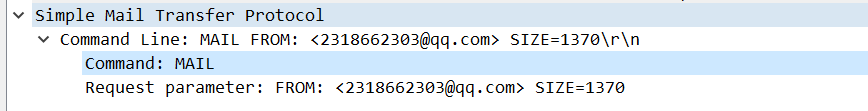 Simple Mail Transfer Protocol
Command Line: MAIL FROM: <2318662303@qq.com> SIZE=1370\r\n
Command: MAIL
Request parameter: FROM: <2318662303@qq.com> SIZE=1370